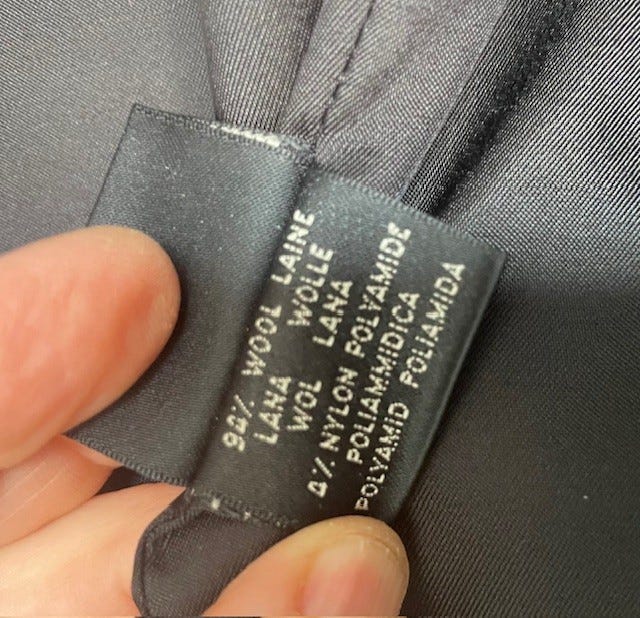 94% WOOL LAINE
LANA WOLLE
WOL LANA
4% NYLON POLYAMIDE
POLIAMMIDICA
POLYAMID POLIAMIDA